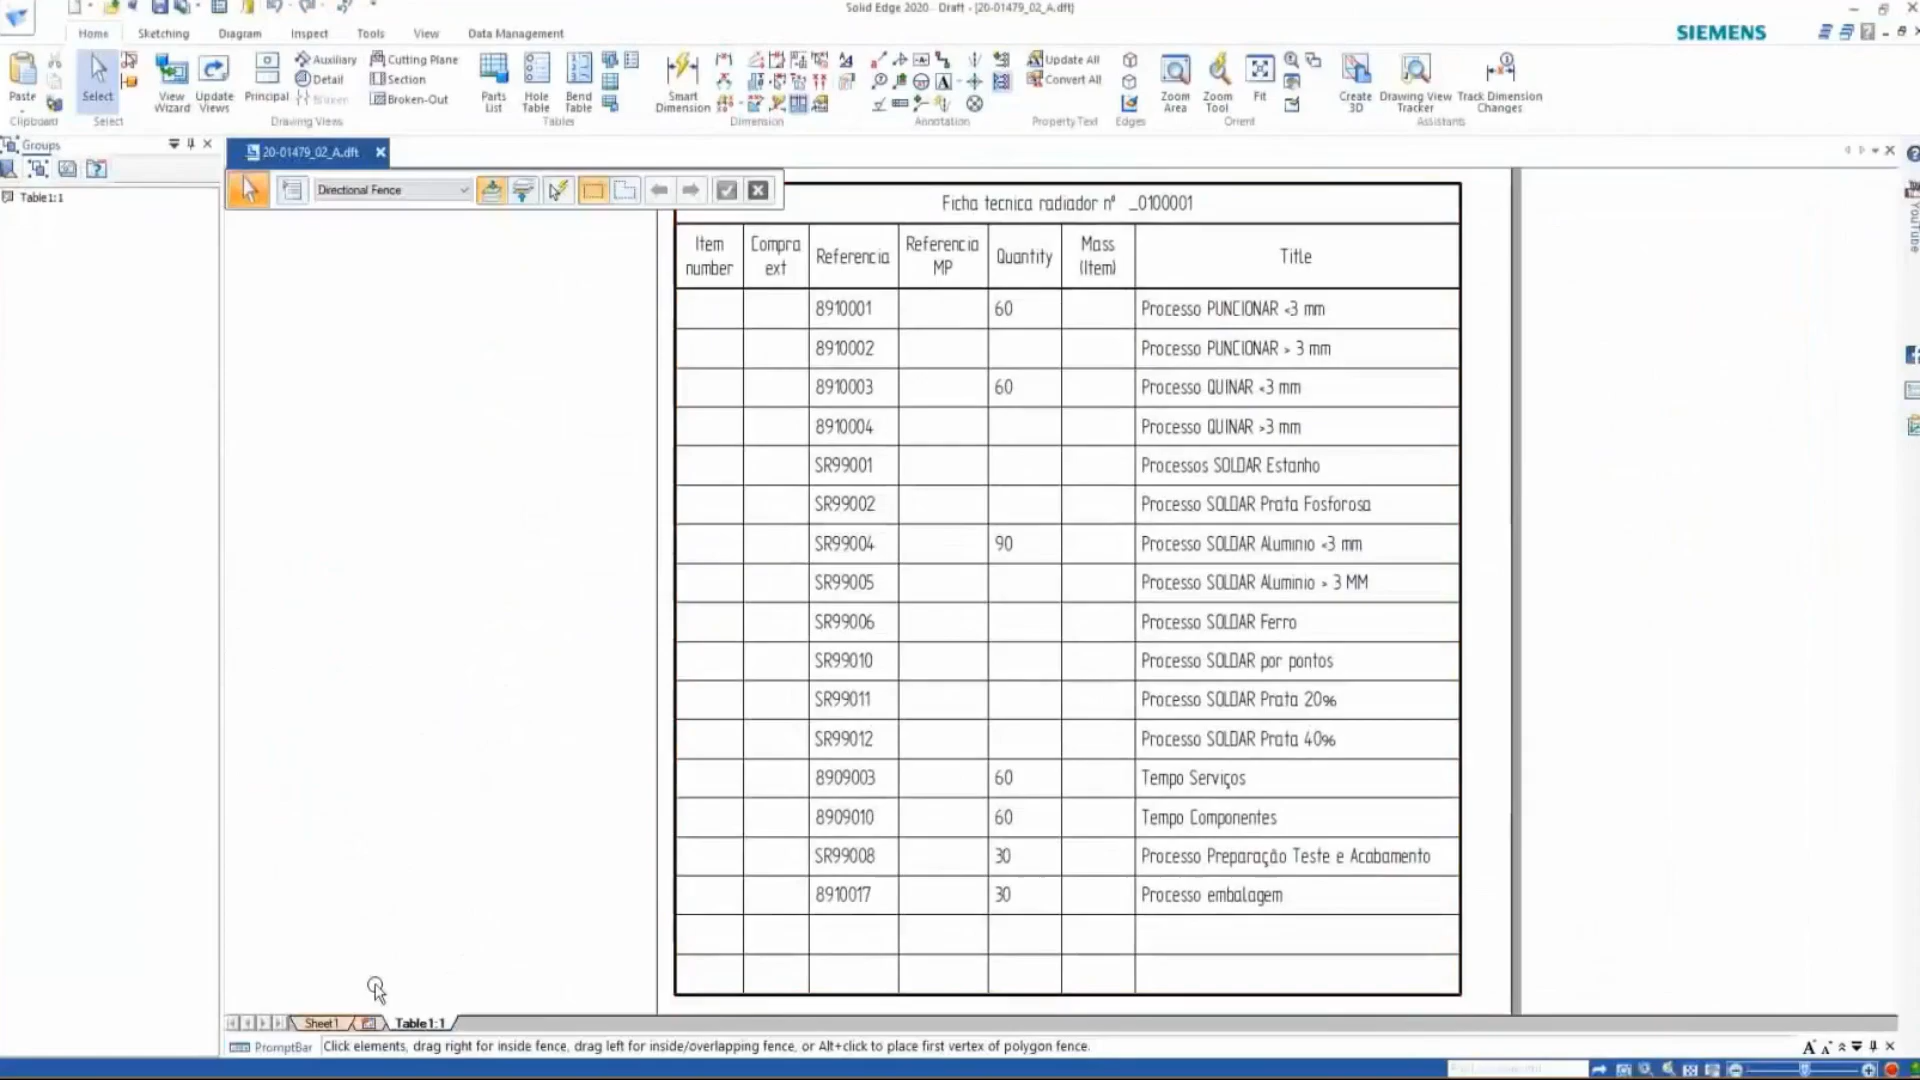 Solid Edge 2020 - Draft - [20-01479_02_A.dft]
Home Sketching Diagram Inspect Tools View Data Management
SIEMENS
Paste
Clipboard
Select
Select
View Wizard
Update Views
Principal
Auxiliary
Detail
Broken
Cutting Plane
Section
Broken-Out
Drawing Views
Parts List
Hole Table
Bend Table
Tables
Smart Dimension
Dimension
Annotation
Update All
Convert All
Property Text
Edges
Zoom Area
Zoom Tool
Fit
Orient
Create 3D
Drawing View Tracker
Track Dimension Changes
Assistants
Groups
20-01479_02_A.dft
Directional Fence
Table1:1
YouTube
Ficha tecnica radiador nº _0100001
Item number Compra ext Referencia Referencia MP Quantity Mass (Item) Title
8910001 60 Processo PUNCIONAR <3 mm
8910002 Processo PUNCIONAR > 3 mm
8910003 60 Processo QUINAR <3 mm
8910004 Processo QUINAR >3 mm
SR99001 Processos SOLDAR Estanho
SR99002 Processo SOLDAR Prata Fosforosa
SR99004 90 Processo SOLDAR Aluminio <3 mm
SR99005 Processo SOLDAR Aluminio > 3 MM
SR99006 Processo SOLDAR Ferro
SR99010 Processo SOLDAR por pontos
SR99011 Processo SOLDAR Prata 20%
SR99012 Processo SOLDAR Prata 40%
8909003 60 Tempo Serviços
8909010 60 Tempo Componentes
SR99008 30 Processo Preparação Teste e Acabamento
8910017 30 Processo embalagem
Sheet1 Table1:1
PromptBar Click elements, drag right for inside fence, drag left for inside/overlapping fence, or Alt+click to place first vertex of polygon fence.